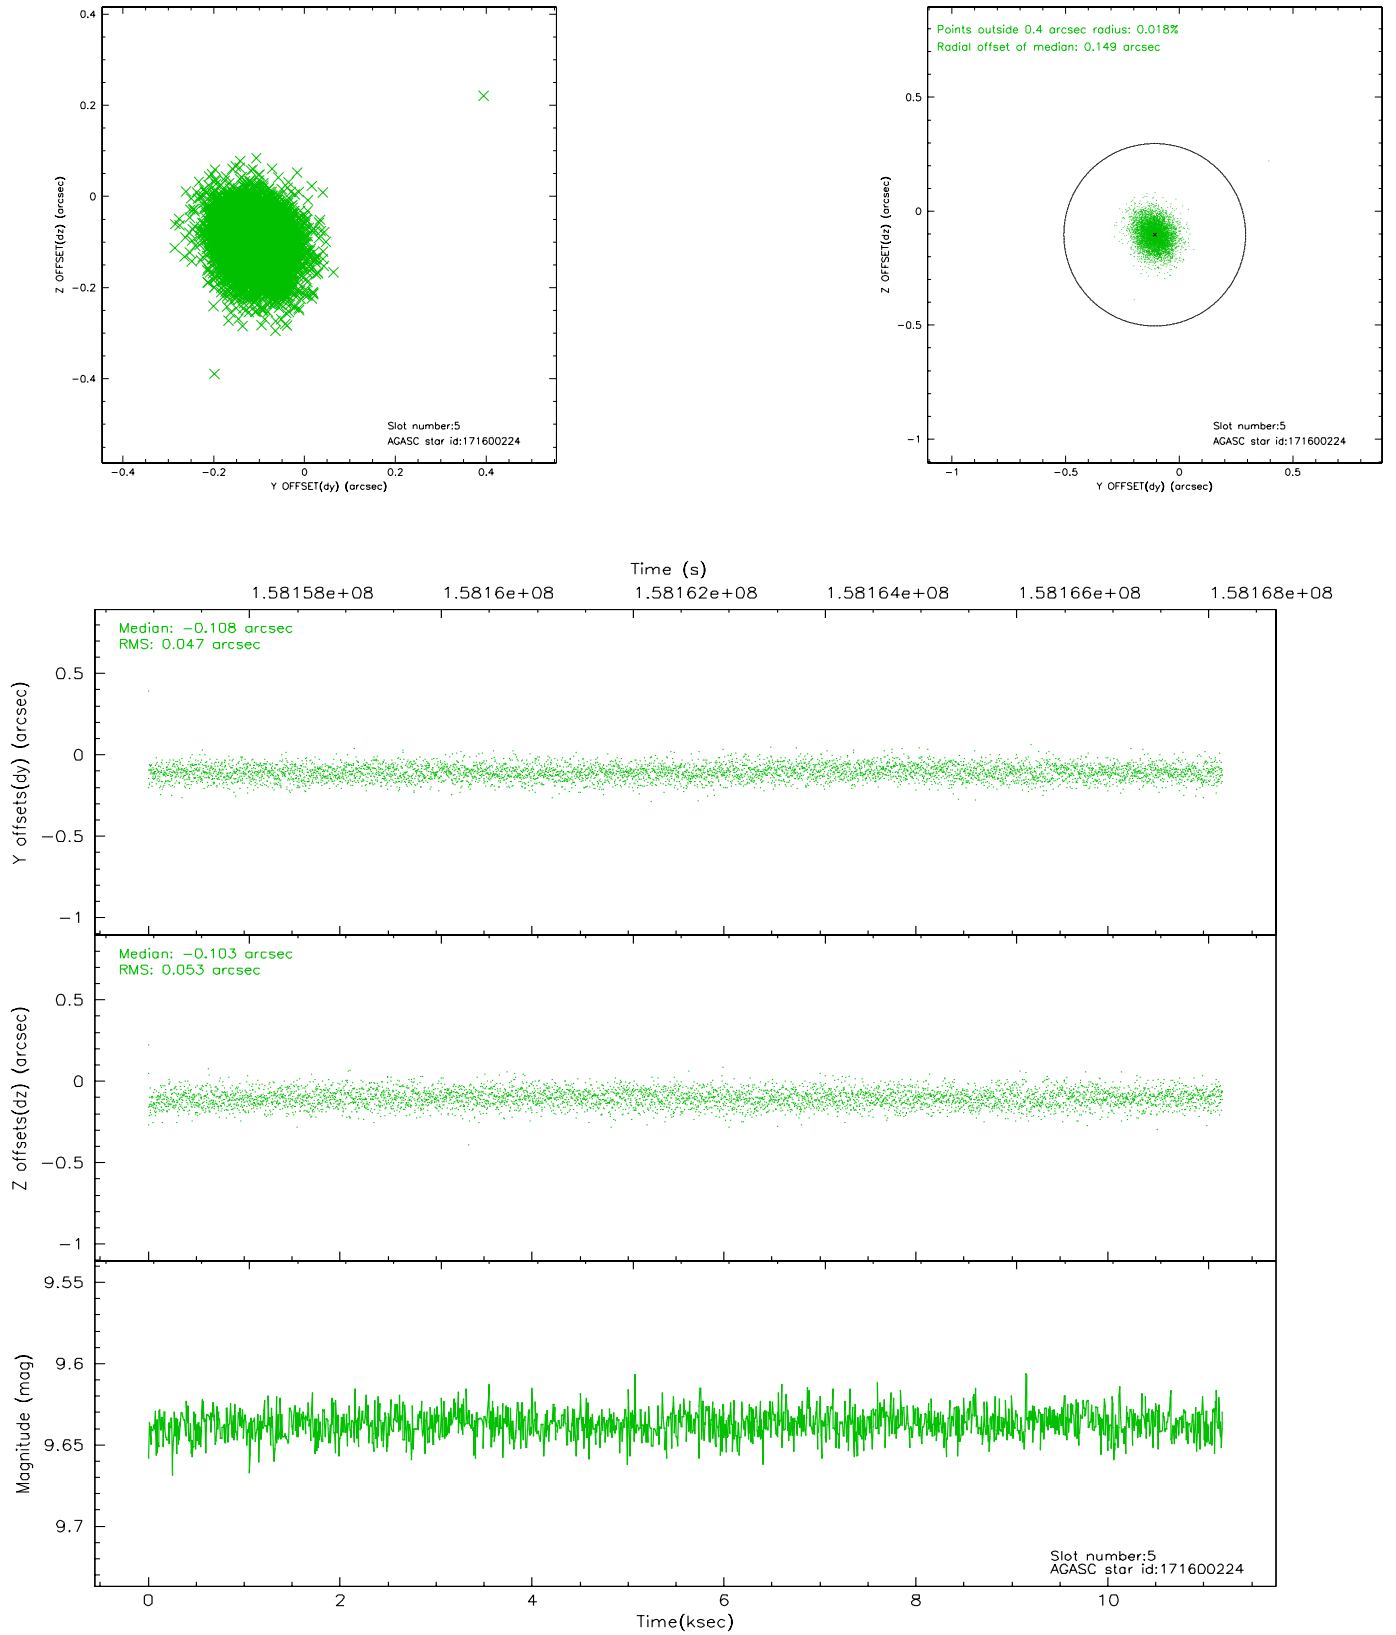 0.4
0.2
0
-0.2
-0.4
Z OFFSET(dz) (arcsec)
Slot number:5
AGASC star id:171600224
-0.4 -0.2 0 0.2 0.4
Y OFFSET(dy) (arcsec)
Points outside 0.4 arcsec radius: 0.018%
Radial offset of median: 0.149 arcsec
0.5
0
-0.5
-1
Z OFFSET(dz) (arcsec)
Slot number:5
AGASC star id:171600224
-1 -0.5 0 0.5
Y OFFSET(dy) (arcsec)
Time (s)
1.58158e+08 1.5816e+08 1.58162e+08 1.58164e+08 1.58166e+08 1.58168e+08
Median: -0.108 arcsec
RMS: 0.047 arcsec
0.5
0
-0.5
-1
Y offsets(dy) (arcsec)
Median: -0.103 arcsec
RMS: 0.053 arcsec
0.5
0
-0.5
-1
Z offsets(dz) (arcsec)
9.55
9.6
9.65
9.7
Magnitude (mag)
Slot number:5
AGASC star id:171600224
0 2 4 6 8 10
Time(ksec)